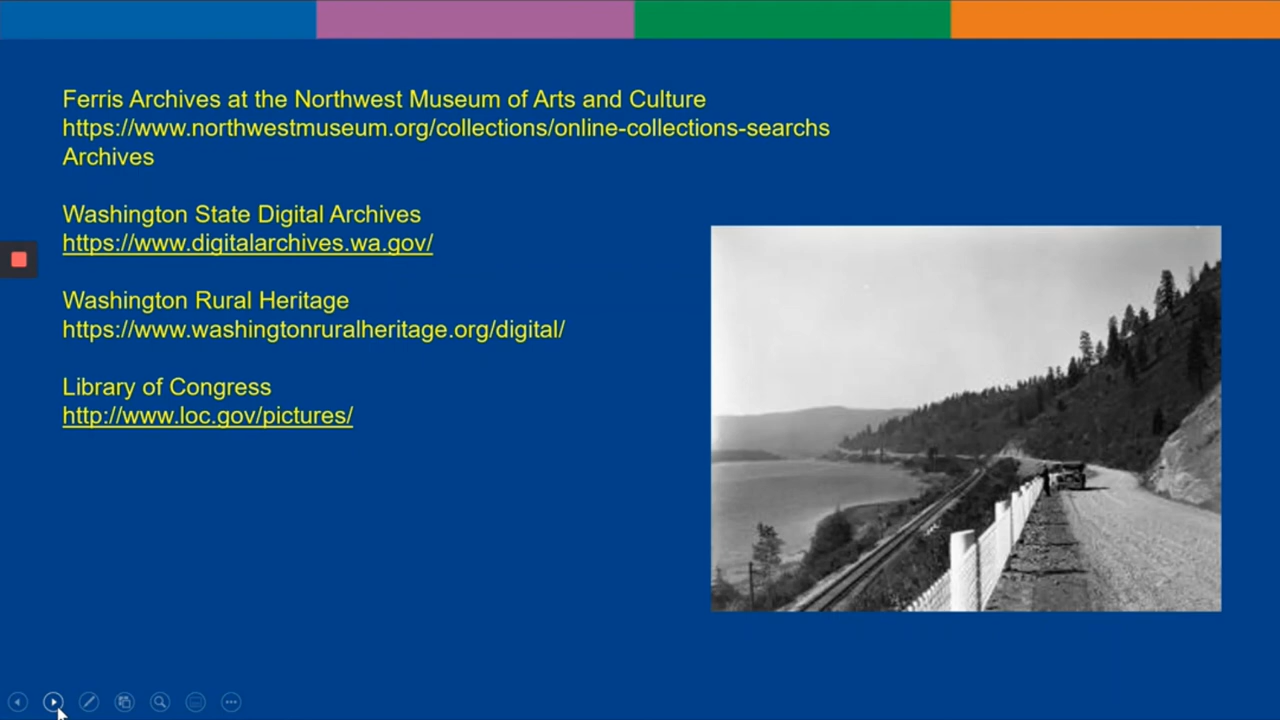 Ferris Archives at the Northwest Museum of Arts and Culture
https://www.northwestmuseum.org/collections/online-collections-searchs
Archives
Washington State Digital Archives
https://www.digitalarchives.wa.gov/
Washington Rural Heritage
https://www.washingtonruralheritage.org/digital/
Library of Congress
http://www.loc.gov/pictures/